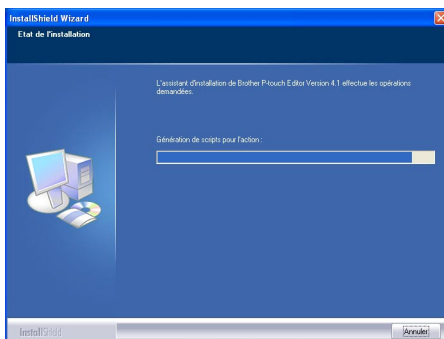 InstallShield Wizard
Etat de l'installation
L'assistant d'installation de Brother P-touch Editor Version 4.1 effectue les opérations
demandées.
Génération de scripts pour l'action :
InstallShield
Annuler